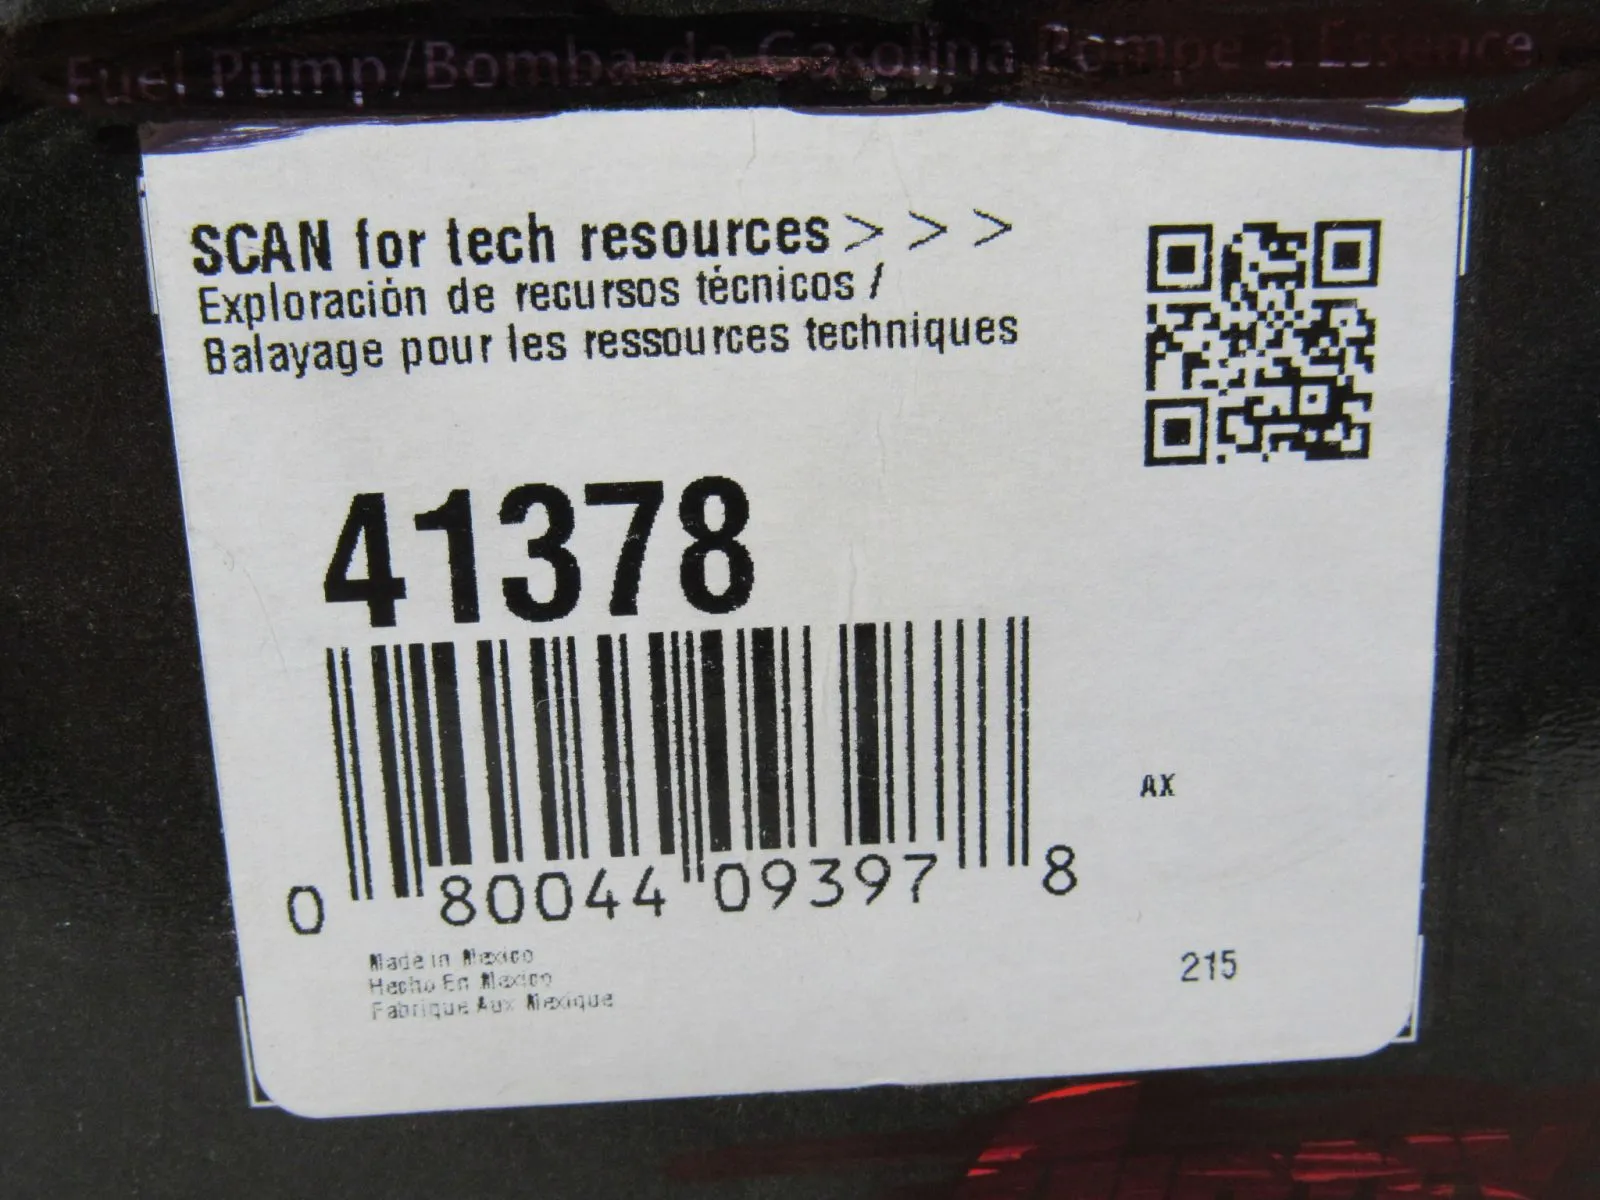 Fuel Pump/Bomba de Gasolina Pompe a Essence
SCAN for tech resources > > >
Exploración de recursos técnicos /
Balayage pour les ressources techniques
41378
AX
0 80044 09397 8
Made in Mexico
Hecho En Mexico
Fabrique Aux Mexique
215